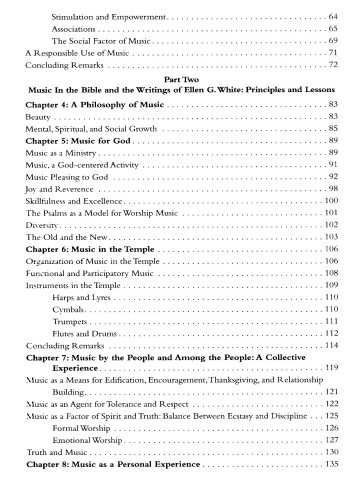 Stimulation and Empowerment. . . . . . . . . . . . . . . . . . . . . . . . . . . . . . . . . . . . 64
Associations . . . . . . . . . . . . . . . . . . . . . . . . . . . . . . . . . . . . . . . . . . 65
The Social Factor of Music. . . . . . . . . . . . . . . . . . . . . . . . . . . . . . . . . 69
A Responsible Use of Music . . . . . . . . . . . . . . . . . . . . . . . . . . . . . . . . . . . . 71
Concluding Remarks . . . . . . . . . . . . . . . . . . . . . . . . . . . . . . . . . . . . . . . . 72
Part Two
Music In the Bible and the Writings of Ellen G. White: Principles and Lessons
Chapter 4: A Philosophy of Music . . . . . . . . . . . . . . . . . . . . . . . . . . . . . . 83
Beauty . . . . . . . . . . . . . . . . . . . . . . . . . . . . . . . . . . . . . . . . . . . . . . . . . 83
Mental, Spiritual, and Social Growth . . . . . . . . . . . . . . . . . . . . . . . . . . . . . 85
Chapter 5: Music for God. . . . . . . . . . . . . . . . . . . . . . . . . . . . . . . . . . . . 89
Music as a Ministry . . . . . . . . . . . . . . . . . . . . . . . . . . . . . . . . . . . . . . . . 89
Music, a God-centered Activity . . . . . . . . . . . . . . . . . . . . . . . . . . . . . . . . 91
Music Pleasing to God . . . . . . . . . . . . . . . . . . . . . . . . . . . . . . . . . . . . . . 92
Joy and Reverence . . . . . . . . . . . . . . . . . . . . . . . . . . . . . . . . . . . . . . . . . 98
Skillfulness and Excellence. . . . . . . . . . . . . . . . . . . . . . . . . . . . . . . . . . . 100
The Psalms as a Model for Worship Music . . . . . . . . . . . . . . . . . . . . . . . . 101
Diversity. . . . . . . . . . . . . . . . . . . . . . . . . . . . . . . . . . . . . . . . . . . . . . . 102
The Old and the New. . . . . . . . . . . . . . . . . . . . . . . . . . . . . . . . . . . . . . 103
Chapter 6: Music in the Temple . . . . . . . . . . . . . . . . . . . . . . . . . . . . . . 106
Organization of Music in the Temple . . . . . . . . . . . . . . . . . . . . . . . . . . . . 106
Functional and Participatory Music . . . . . . . . . . . . . . . . . . . . . . . . . . . . . 108
Instruments in the Temple . . . . . . . . . . . . . . . . . . . . . . . . . . . . . . . . . . . 109
Harps and Lyres . . . . . . . . . . . . . . . . . . . . . . . . . . . . . . . . . . . . . . 110
Cymbals. . . . . . . . . . . . . . . . . . . . . . . . . . . . . . . . . . . . . . . . . . . . 110
Trumpets . . . . . . . . . . . . . . . . . . . . . . . . . . . . . . . . . . . . . . . . . . . 111
Flutes and Drums . . . . . . . . . . . . . . . . . . . . . . . . . . . . . . . . . . . . . 112
Concluding Remarks . . . . . . . . . . . . . . . . . . . . . . . . . . . . . . . . . . . . . . . 114
Chapter 7: Music by the People and Among the People: A Collective
Experience. . . . . . . . . . . . . . . . . . . . . . . . . . . . . . . . . . . . . . . . . . 119
Music as a Means for Edification, Encouragement, Thanksgiving, and Relationship
Building. . . . . . . . . . . . . . . . . . . . . . . . . . . . . . . . . . . . . . . . . . . . 121
Music as an Agent for Tolerance and Respect . . . . . . . . . . . . . . . . . . . . . . 122
Music as a Factor of Spirit and Truth: Balance Between Ecstasy and Discipline . . . 125
Formal Worship . . . . . . . . . . . . . . . . . . . . . . . . . . . . . . . . . . . . . . 126
Emotional Worship. . . . . . . . . . . . . . . . . . . . . . . . . . . . . . . . . . . . 127
Truth and Music . . . . . . . . . . . . . . . . . . . . . . . . . . . . . . . . . . . . . . . . . . 130
Chapter 8: Music as a Personal Experience . . . . . . . . . . . . . . . . . . . . . 135